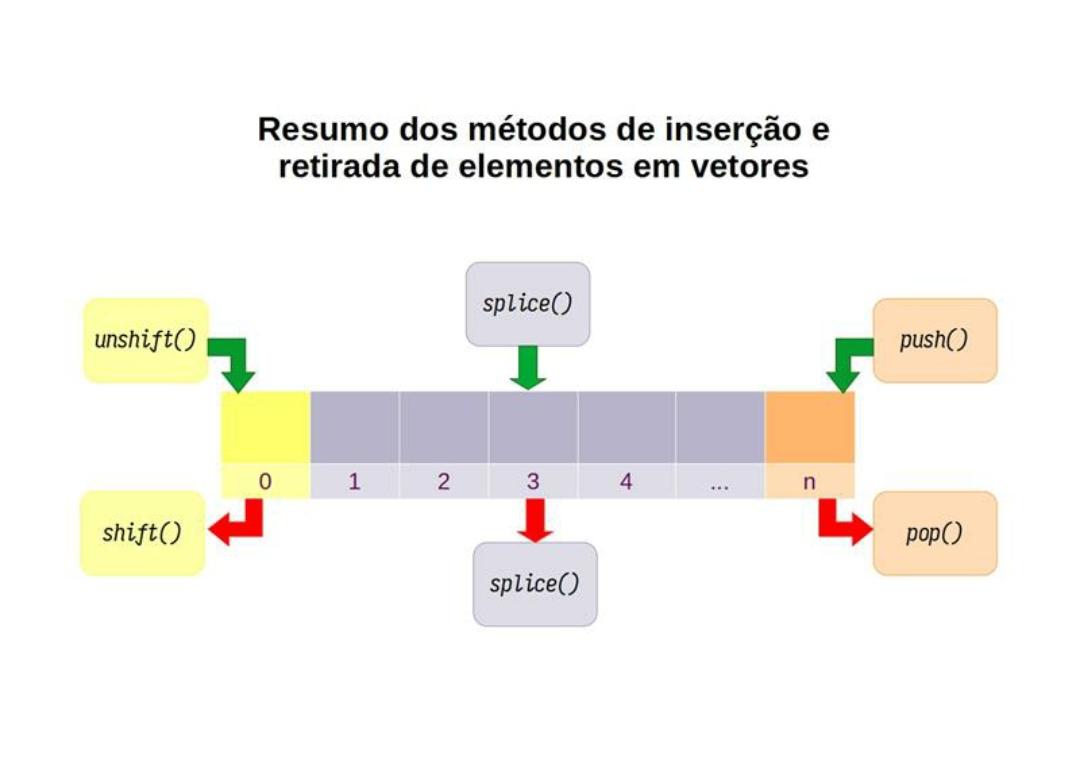 Resumo dos métodos de inserção e
retirada de elementos em vetores
splice()
unshift()
push()
0 1 2 3 4 ... n
shift()
pop()
splice()